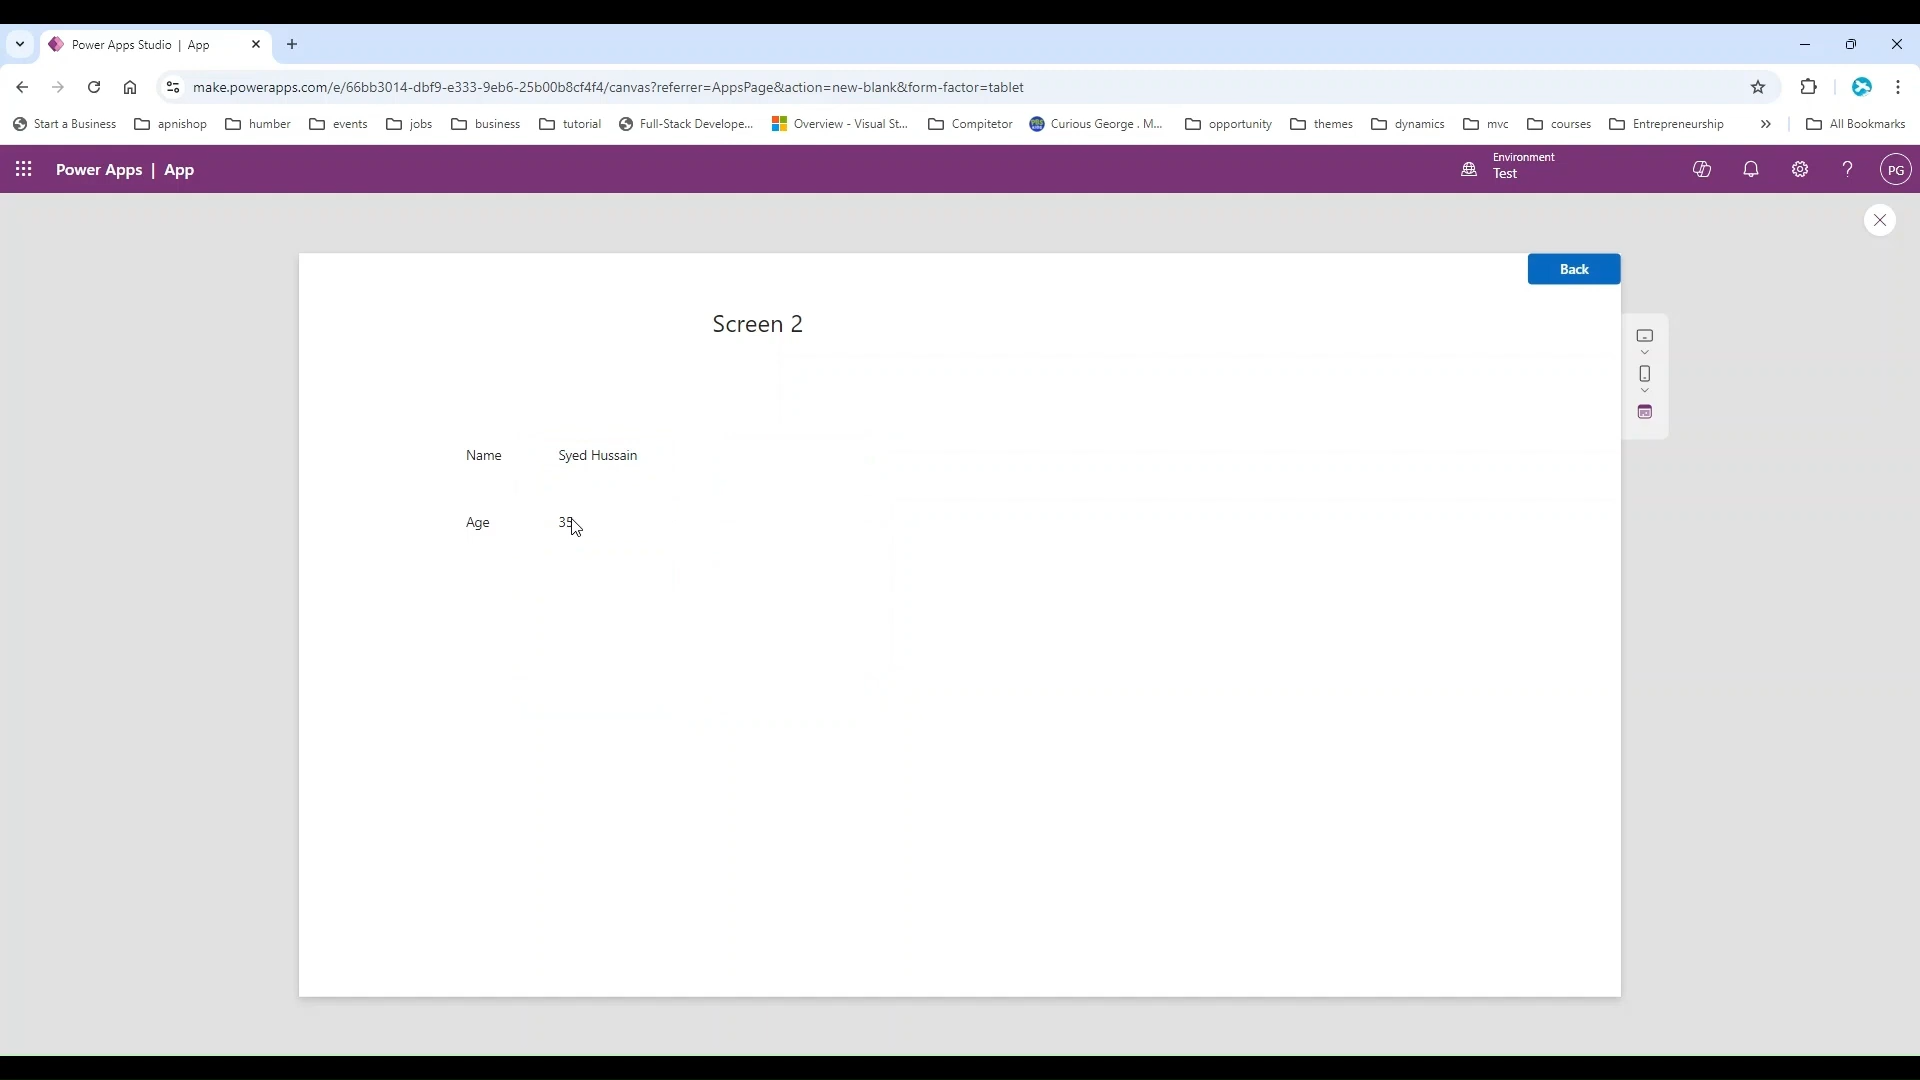 Power Apps Studio | App
make.powerapps.com/e/66bb3014-dbf9-e333-9eb6-25b00b8cf4f4/canvas?referrer=AppsPage&action=new-blank&form-factor=tablet
Start a Business apnishop humber events jobs business tutorial Full-Stack Develope... Overview - Visual St... Compitetor Curious George . M... opportunity themes dynamics mvc courses Entrepreneurship » All Bookmarks
Power Apps | App
Environment
Test
PG
Back
Screen 2
Name Syed Hussain
Age 35